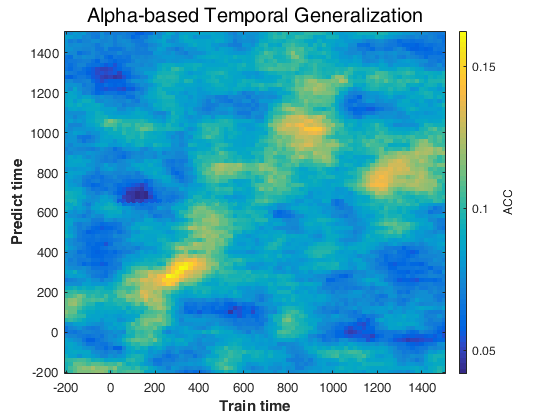 Alpha-based Temporal Generalization
1400
1200
1000
800
600
400
200
0
-200
Predict time
-200 0 200 400 600 800 1000 1200 1400
Train time
0.15
0.1
0.05
ACC